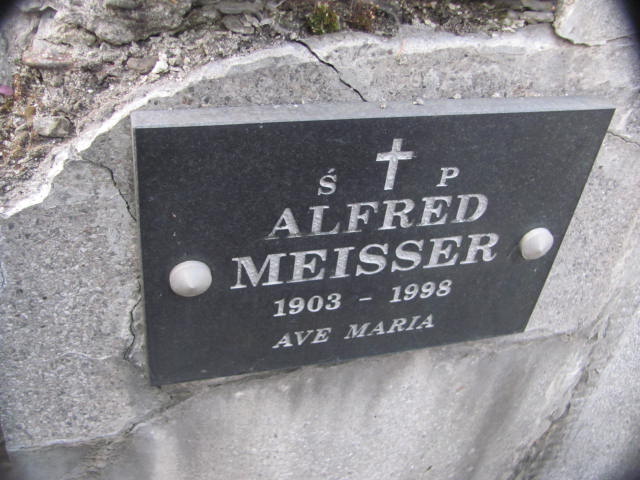 Ś P
ALFRED
MEISSER
1903 - 1998
AVE MARIA